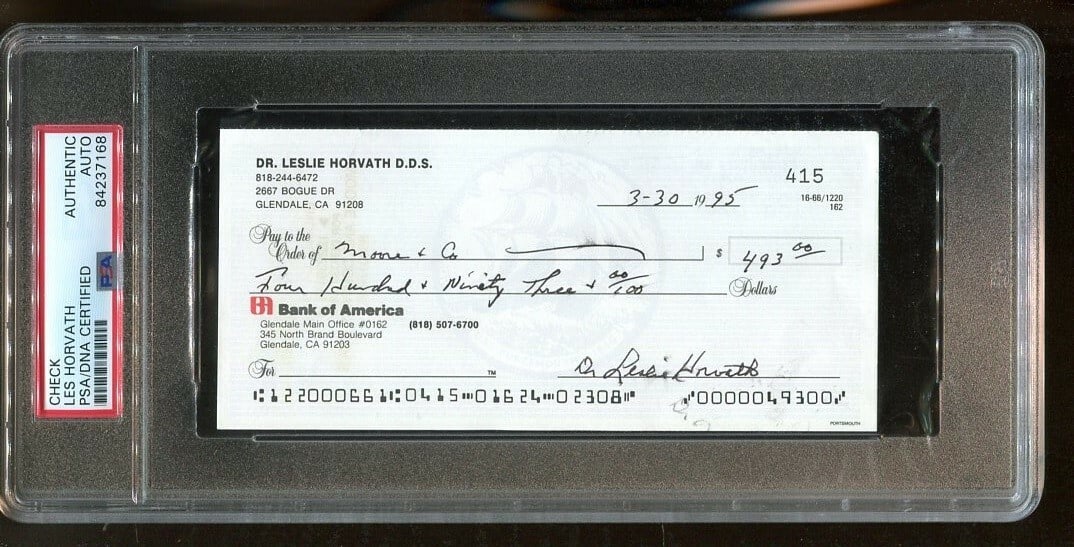 AUTHENTIC
AUTO
84237168
PSA
CHECK
LES HORVATH
PSA/DNA CERTIFIED
DR. LESLIE HORVATH D.D.S.
818-244-6472
2667 BOGUE DR
GLENDALE, CA 91208
415
3-30 1995
16-66/1220
162
Pay to the
Order of Moore & Co $ 493 00
Four Hundred & Ninety Three & 00/100 Dollars
BA Bank of America
Glendale Main Office #0162 (818) 507-6700
345 North Brand Boulevard
Glendale, CA 91203
For TM Dr Leslie Horvath
⑆122000661⑆0415⑉01624⑉02308⑈ ⑇0000049300⑇
PORTSMOUTH